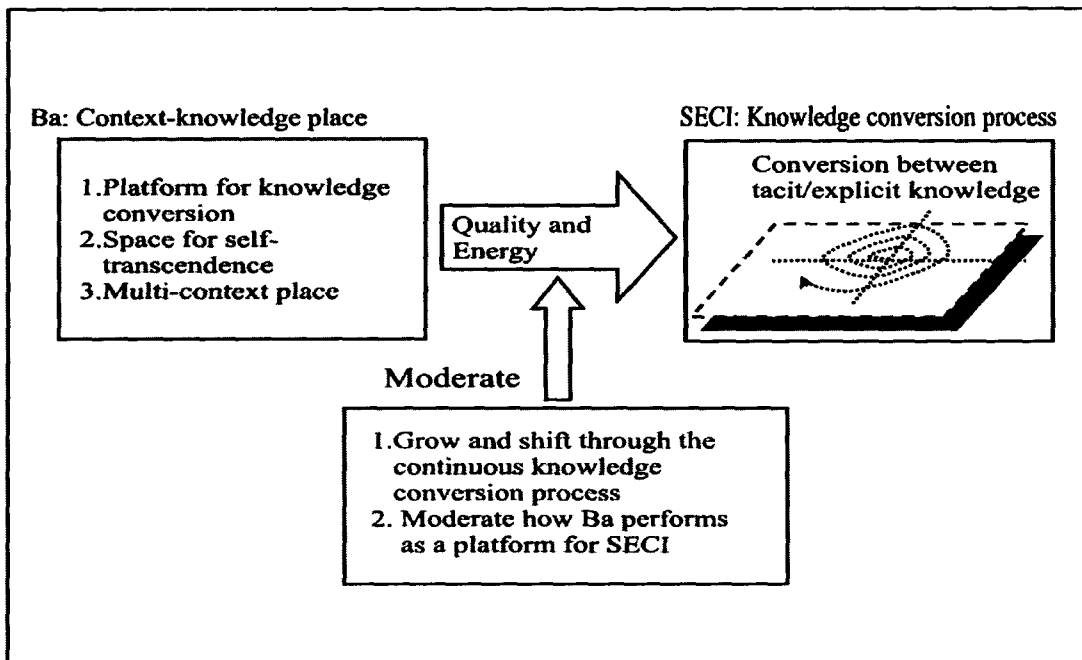 Ba: Context-knowledge place
1.Platform for knowledge
conversion
2.Space for self-
transcendence
3.Multi-context place
Quality and
Energy
SECI: Knowledge conversion process
Conversion between
tacit/explicit knowledge
Moderate
1.Grow and shift through the
continuous knowledge
conversion process
2. Moderate how Ba performs
as a platform for SECI